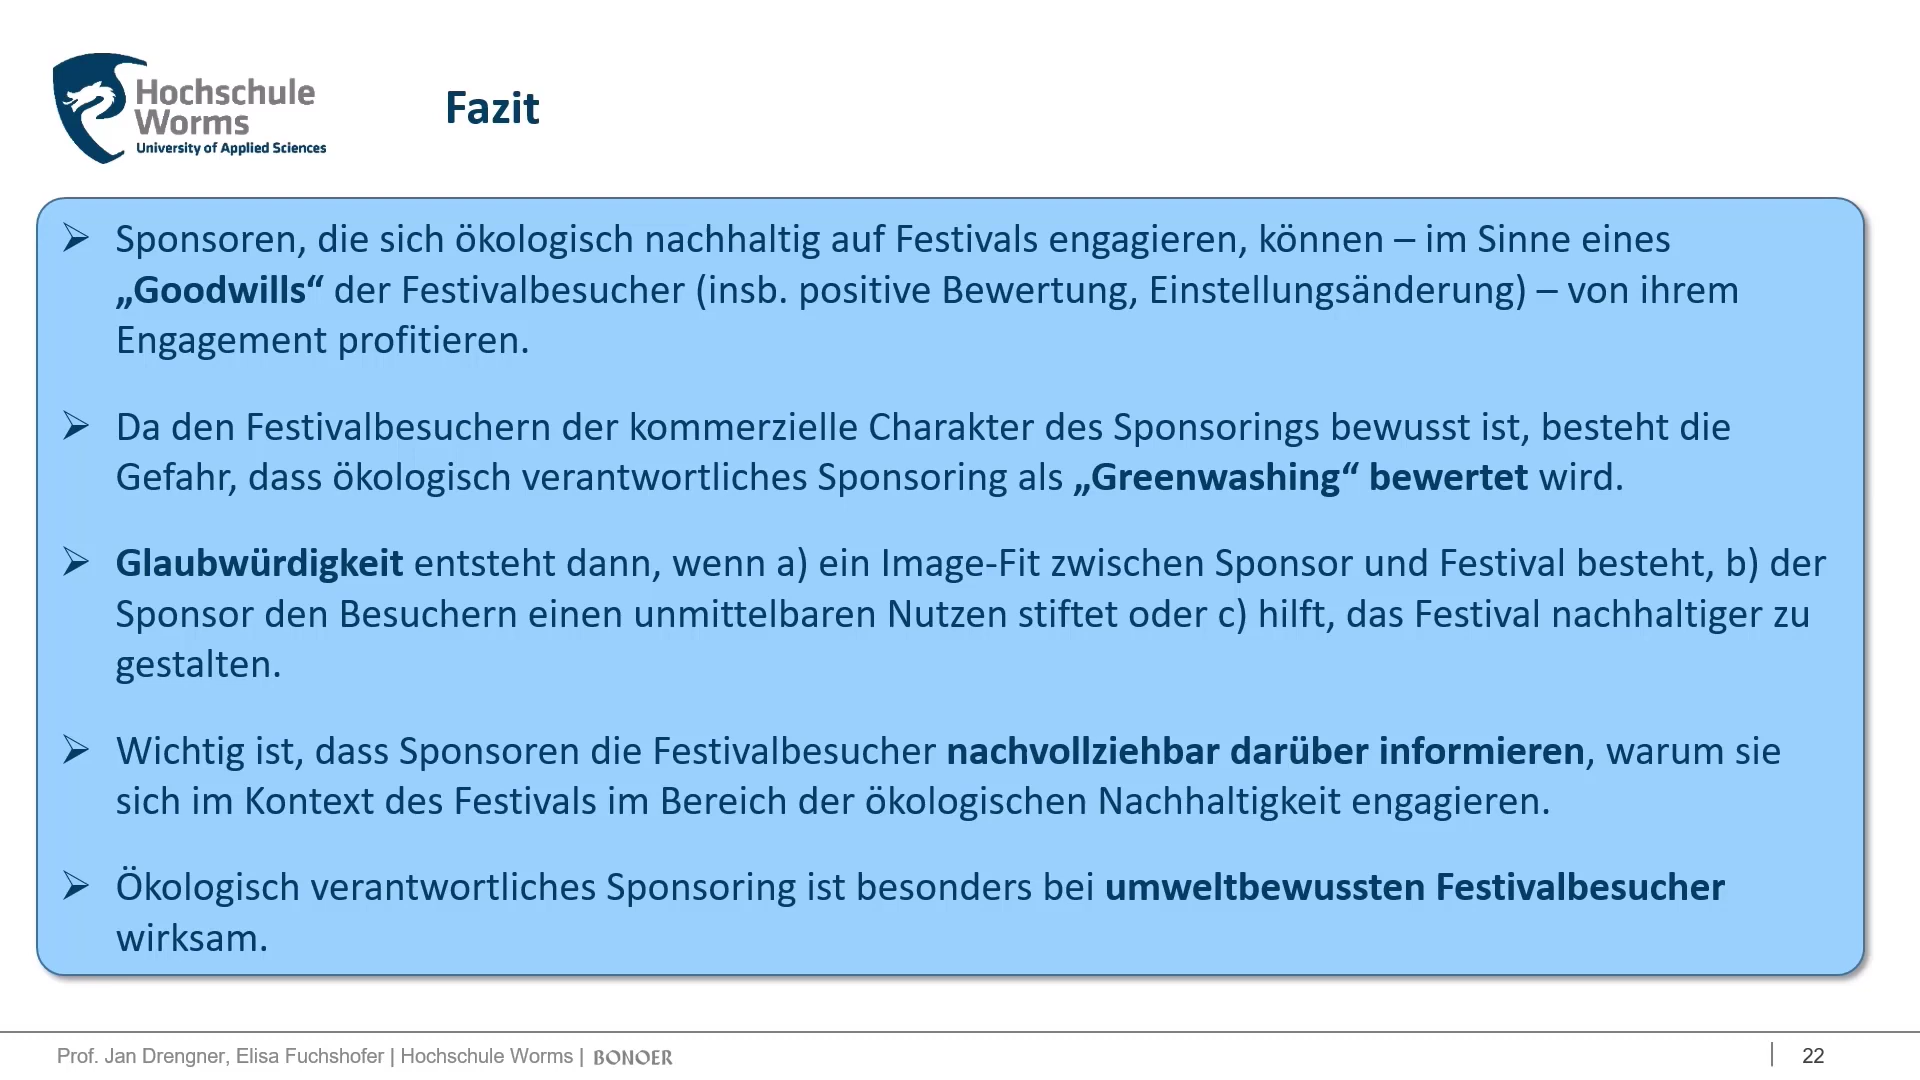 Hochschule
Worms
University of Applied Sciences
Fazit
➢ Sponsoren, die sich ökologisch nachhaltig auf Festivals engagieren, können – im Sinne eines
„Goodwills“ der Festivalbesucher (insb. positive Bewertung, Einstellungsänderung) – von ihrem
Engagement profitieren.
➢ Da den Festivalbesuchern der kommerzielle Charakter des Sponsorings bewusst ist, besteht die
Gefahr, dass ökologisch verantwortliches Sponsoring als „Greenwashing“ bewertet wird.
➢ Glaubwürdigkeit entsteht dann, wenn a) ein Image-Fit zwischen Sponsor und Festival besteht, b) der
Sponsor den Besuchern einen unmittelbaren Nutzen stiftet oder c) hilft, das Festival nachhaltiger zu
gestalten.
➢ Wichtig ist, dass Sponsoren die Festivalbesucher nachvollziehbar darüber informieren, warum sie
sich im Kontext des Festivals im Bereich der ökologischen Nachhaltigkeit engagieren.
➢ Ökologisch verantwortliches Sponsoring ist besonders bei umweltbewussten Festivalbesucher
wirksam.
Prof. Jan Drengner, Elisa Fuchshofer | Hochschule Worms | BONOER
22